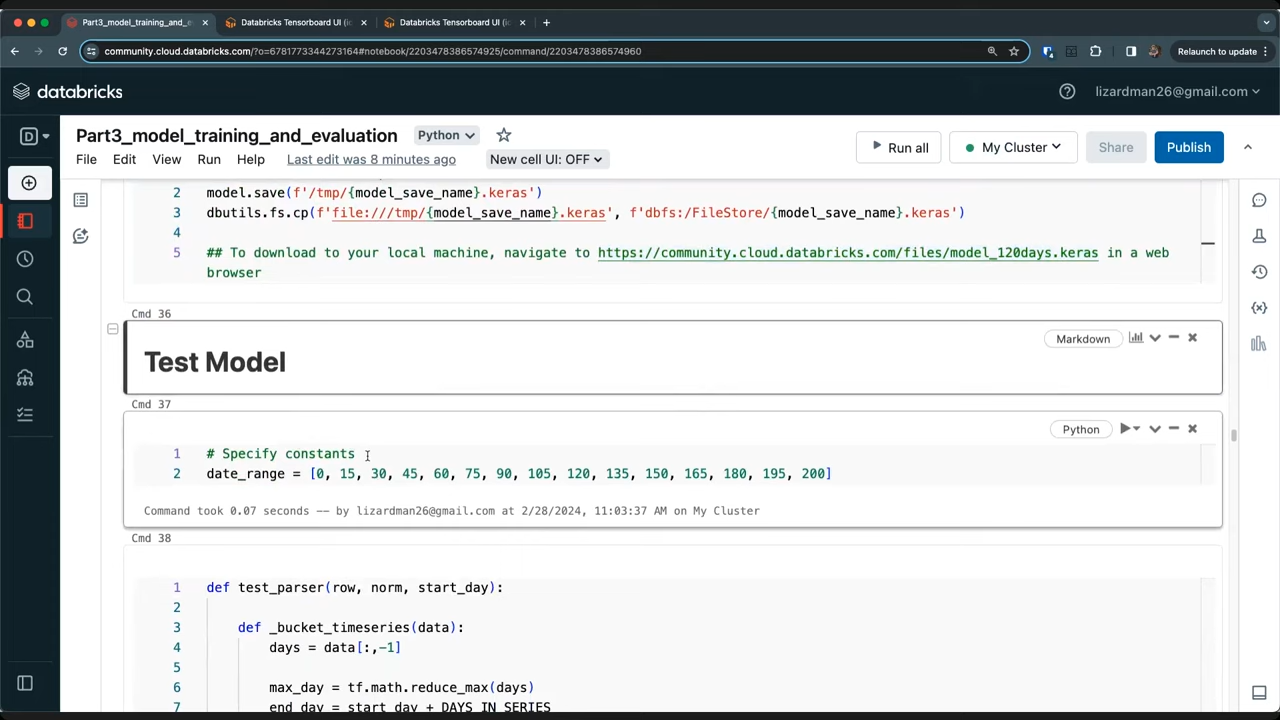 Part3_model_training_and_e
Databricks Tensorboard UI (ic
Databricks Tensorboard UI (ic
community.cloud.databricks.com/?o=6781773344273164#notebook/2203478386574925/command/2203478386574960
Relaunch to update
databricks
lizardman26@gmail.com
D
Part3_model_training_and_evaluation
Python
File Edit View Run Help Last edit was 8 minutes ago New cell UI: OFF
Run all
My Cluster
Share
Publish
2 model.save(f'/tmp/{model_save_name}.keras')
3 dbutils.fs.cp(f'file:///tmp/{model_save_name}.keras', f'dbfs:/FileStore/{model_save_name}.keras')
4
5 ## To download to your local machine, navigate to https://community.cloud.databricks.com/files/model_120days.keras in a web
browser
Cmd 36
Markdown
Test Model
Cmd 37
Python
1 # Specify constants
2 date_range = [0, 15, 30, 45, 60, 75, 90, 105, 120, 135, 150, 165, 180, 195, 200]
Command took 0.07 seconds -- by lizardman26@gmail.com at 2/28/2024, 11:03:37 AM on My Cluster
Cmd 38
1 def test_parser(row, norm, start_day):
2
3 def _bucket_timeseries(data):
4 days = data[:,-1]
5
6 max_day = tf.math.reduce_max(days)
7 end_day = start_day + DAYS_IN_SERIES